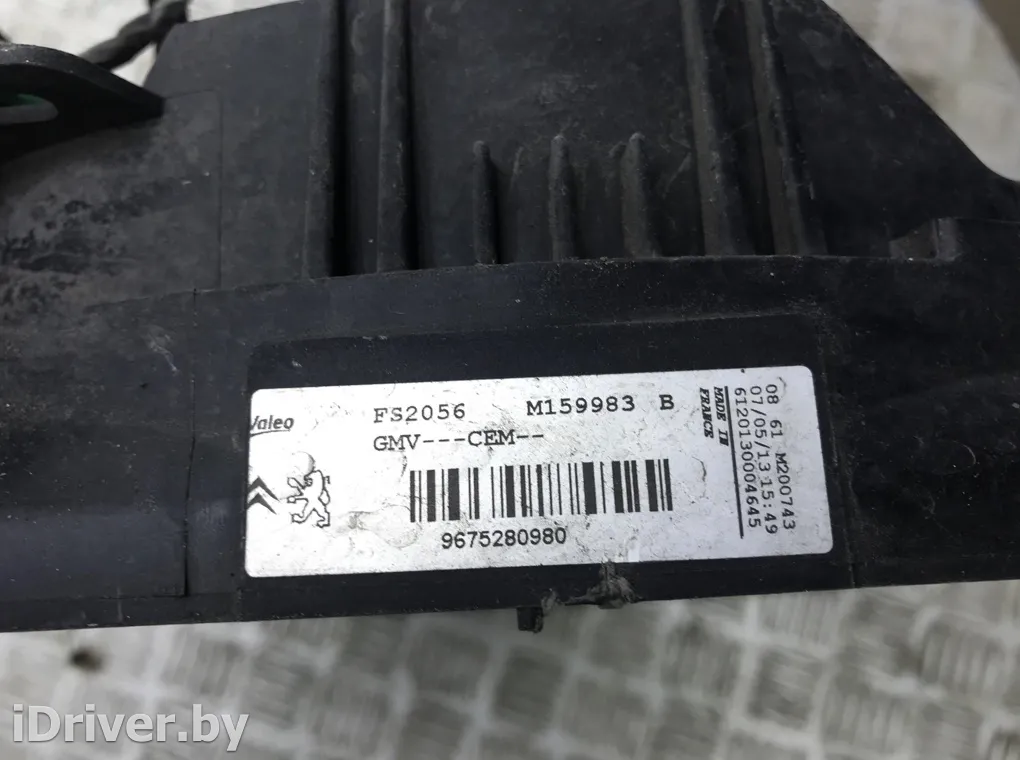 Valeo
FS2056 M159983 B
GMV---CEM--
9675280980
MADE IN
FRANCE
08 61 M200743
07/05/13 15:49
6120130004645
iDriver.by